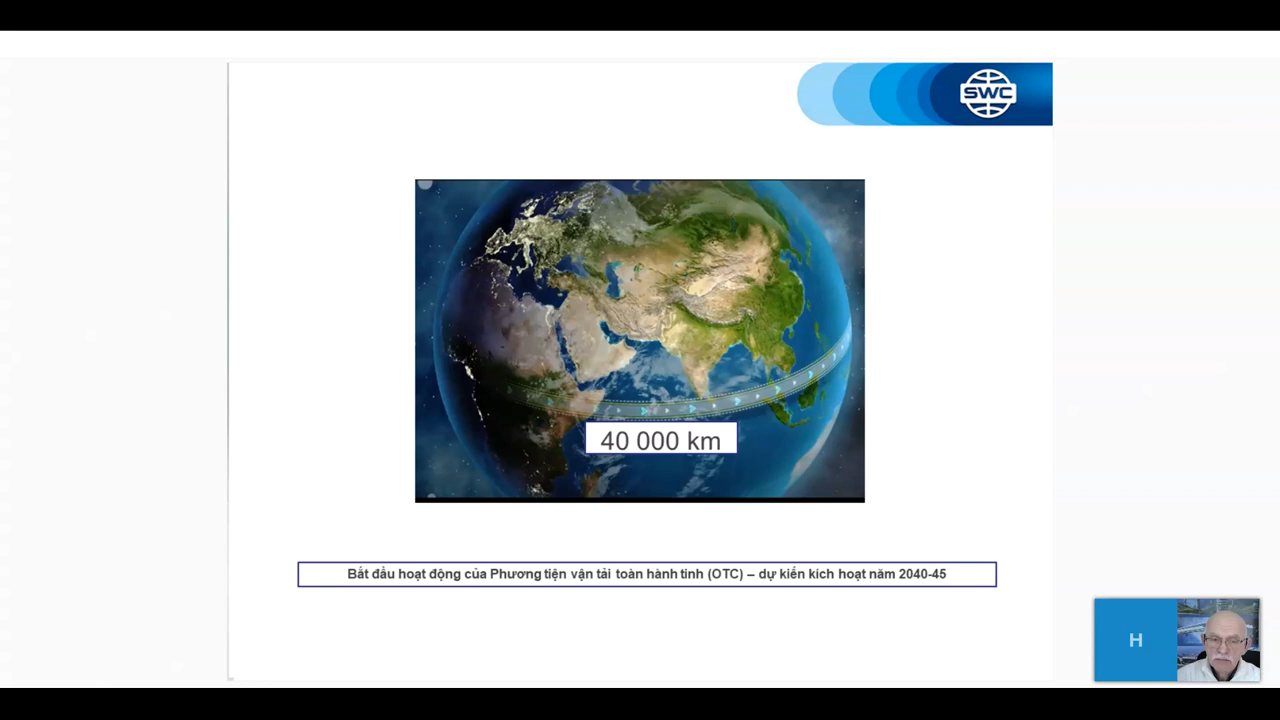 SWC
40 000 km
Bắt đầu hoạt động của Phương tiện vận tải toàn hành tinh (OTC) – dự kiến kích hoạt năm 2040-45
H